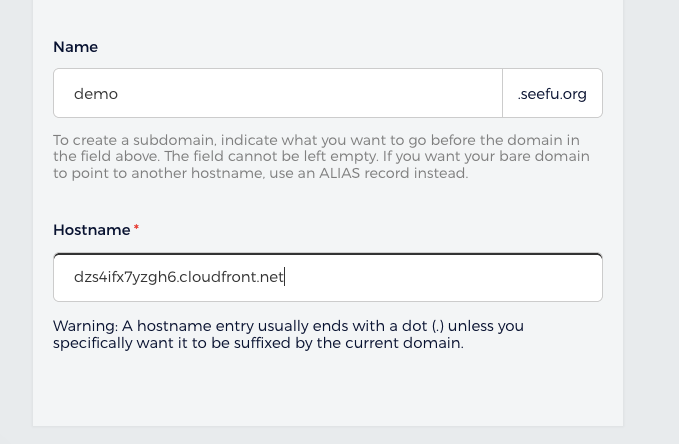 Name
demo
.seefu.org
To create a subdomain, indicate what you want to go before the domain in
the field above. The field cannot be left empty. If you want your bare domain
to point to another hostname, use an ALIAS record instead.
Hostname *
dzs4ifx7yzgh6.cloudfront.net
Warning: A hostname entry usually ends with a dot (.) unless you
specifically want it to be suffixed by the current domain.